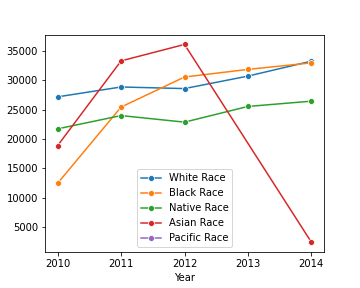 35000
30000
25000
20000
15000
10000
5000
White Race
Black Race
Native Race
Asian Race
Pacific Race
2010 2011 2012 2013 2014
Year